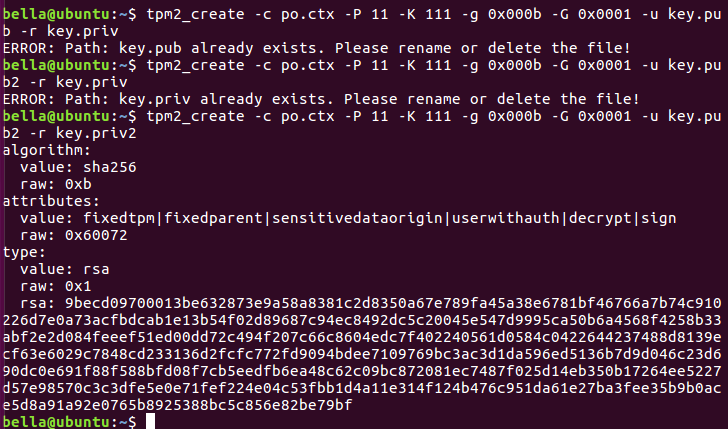 bella@ubuntu:~$ tpm2_create -c po.ctx -P 11 -K 111 -g 0x000b -G 0x0001 -u key.pu
b -r key.priv
ERROR: Path: key.pub already exists. Please rename or delete the file!
bella@ubuntu:~$ tpm2_create -c po.ctx -P 11 -K 111 -g 0x000b -G 0x0001 -u key.pu
b2 -r key.priv
ERROR: Path: key.priv already exists. Please rename or delete the file!
bella@ubuntu:~$ tpm2_create -c po.ctx -P 11 -K 111 -g 0x000b -G 0x0001 -u key.pu
b2 -r key.priv2
algorithm:
  value: sha256
  raw: 0xb
attributes:
  value: fixedtpm|fixedparent|sensitivedataorigin|userwithauth|decrypt|sign
  raw: 0x60072
type:
  value: rsa
  raw: 0x1
  rsa: 9becd09700013be632873e9a58a8381c2d8350a67e789fa45a38e6781bf46766a7b74c910
226d7e0a73acfbdcab1e13b54f02d89687c94ec8492dc5c20045e547d9995ca50b6a4568f4258b33
abf2e2d084feeef51ed00dd72c494f207c66c8604edc7f402240561d0584c0422644237488d8139e
cf63e6029c7848cd233136d2fcfc772fd9094bdee7109769bc3ac3d1da596ed5136b7d9d046c23d6
90dc0e691f88f588bfd08f7cb5eedfb6ea48c62c09bc872081ec7487f025d14eb350b17264ee5227
d57e98570c3c3dfe5e0e71fef224e04c53fbb1d4a11e314f124b476c951da61e27ba3fee35b9b0ac
e5d8a91a92e0765b8925388bc5c856e82be79bf
bella@ubuntu:~$